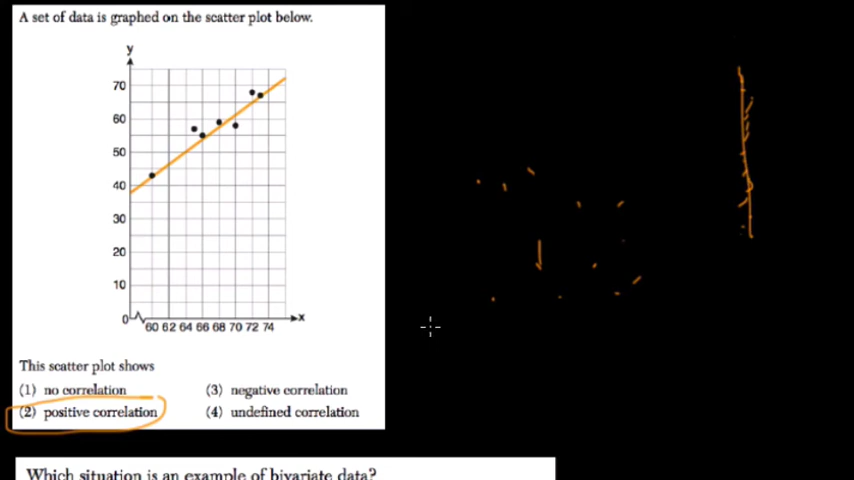 A set of data is graphed on the scatter plot below.
y
70
60
50
40
30
20
10
0
60 62 64 66 68 70 72 74
x
This scatter plot shows
(1) no correlation (3) negative correlation
(2) positive correlation (4) undefined correlation
Which situation is an example of bivariate data?